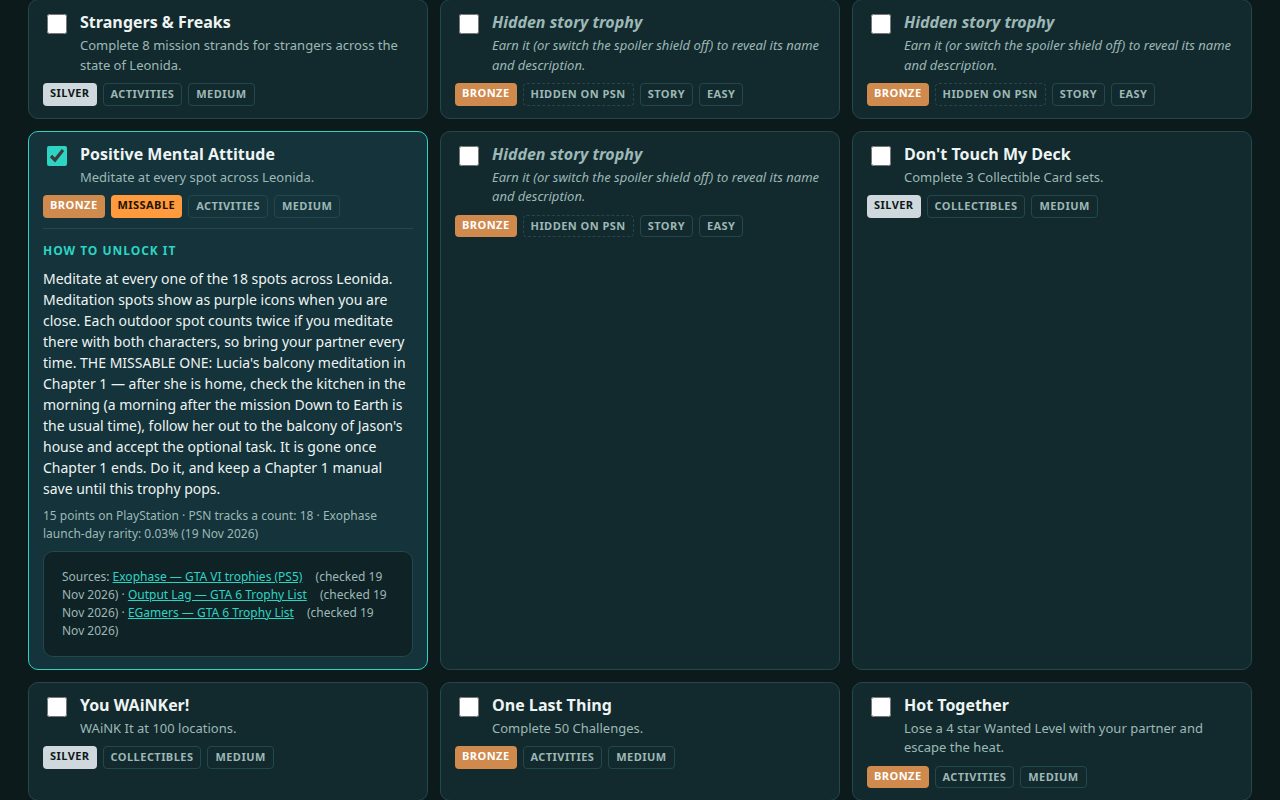 Strangers & Freaks
Complete 8 mission strands for strangers across the
state of Leonida.
SILVER ACTIVITIES MEDIUM
Hidden story trophy
Earn it (or switch the spoiler shield off) to reveal its name
and description.
BRONZE HIDDEN ON PSN STORY EASY
Hidden story trophy
Earn it (or switch the spoiler shield off) to reveal its name
and description.
BRONZE HIDDEN ON PSN STORY EASY
Positive Mental Attitude
Meditate at every spot across Leonida.
BRONZE MISSABLE ACTIVITIES MEDIUM
HOW TO UNLOCK IT
Meditate at every one of the 18 spots across Leonida.
Meditation spots show as purple icons when you are
close. Each outdoor spot counts twice if you meditate
there with both characters, so bring your partner every
time. THE MISSABLE ONE: Lucia's balcony meditation in
Chapter 1 — after she is home, check the kitchen in the
morning (a morning after the mission Down to Earth is
the usual time), follow her out to the balcony of Jason's
house and accept the optional task. It is gone once
Chapter 1 ends. Do it, and keep a Chapter 1 manual
save until this trophy pops.
15 points on PlayStation · PSN tracks a count: 18 · Exophase
launch-day rarity: 0.03% (19 Nov 2026)
Sources: Exophase — GTA VI trophies (PS5) (checked 19
Nov 2026) · Output Lag — GTA 6 Trophy List (checked 19
Nov 2026) · EGamers — GTA 6 Trophy List (checked 19
Nov 2026)
Hidden story trophy
Earn it (or switch the spoiler shield off) to reveal its name
and description.
BRONZE HIDDEN ON PSN STORY EASY
Don't Touch My Deck
Complete 3 Collectible Card sets.
SILVER COLLECTIBLES MEDIUM
You WAiNKer!
WAiNK It at 100 locations.
SILVER COLLECTIBLES MEDIUM
One Last Thing
Complete 50 Challenges.
BRONZE ACTIVITIES MEDIUM
Hot Together
Lose a 4 star Wanted Level with your partner and
escape the heat.
BRONZE ACTIVITIES MEDIUM